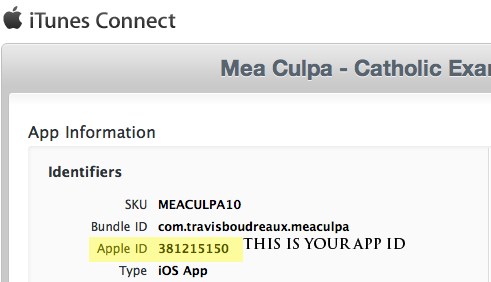 iTunes Connect
Mea Culpa - Catholic Exa
App Information
Identifiers
SKU MEACULPA10
Bundle ID com.travisboudreaux.meaculpa
Apple ID 381215150 THIS IS YOUR APP ID
Type iOS App